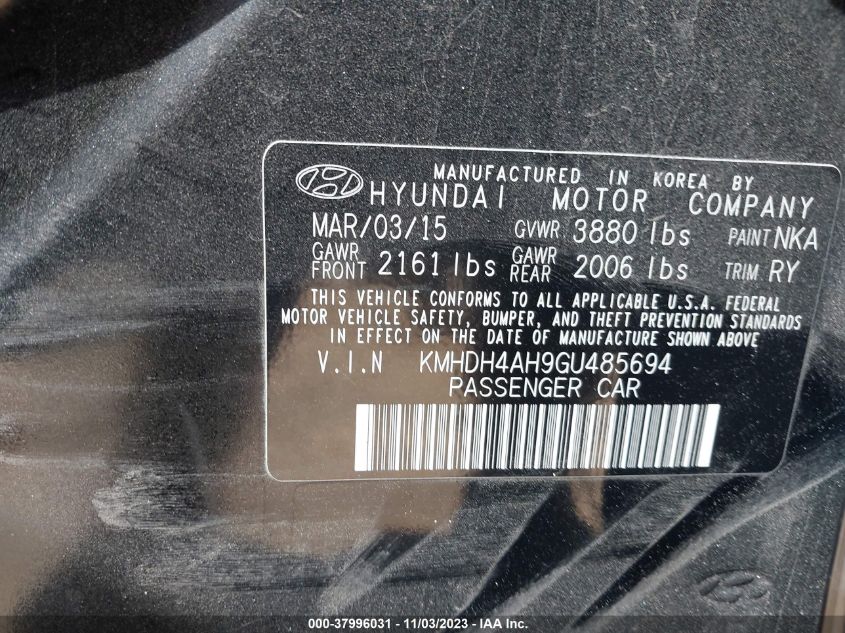 MANUFACTURED IN KOREA BY
HYUNDAI MOTOR COMPANY
MAR/03/15 GVWR 3880 lbs PAINT NKA
GAWR FRONT 2161 lbs GAWR REAR 2006 lbs TRIM RY
THIS VEHICLE CONFORMS TO ALL APPLICABLE U.S.A. FEDERAL
MOTOR VEHICLE SAFETY, BUMPER, AND THEFT PREVENTION STANDARDS
IN EFFECT ON THE DATE OF MANUFACTURE SHOWN ABOVE
V.I.N KMHDH4AH9GU485694
PASSENGER CAR
000-37996031 - 11/03/2023 - IAA Inc.